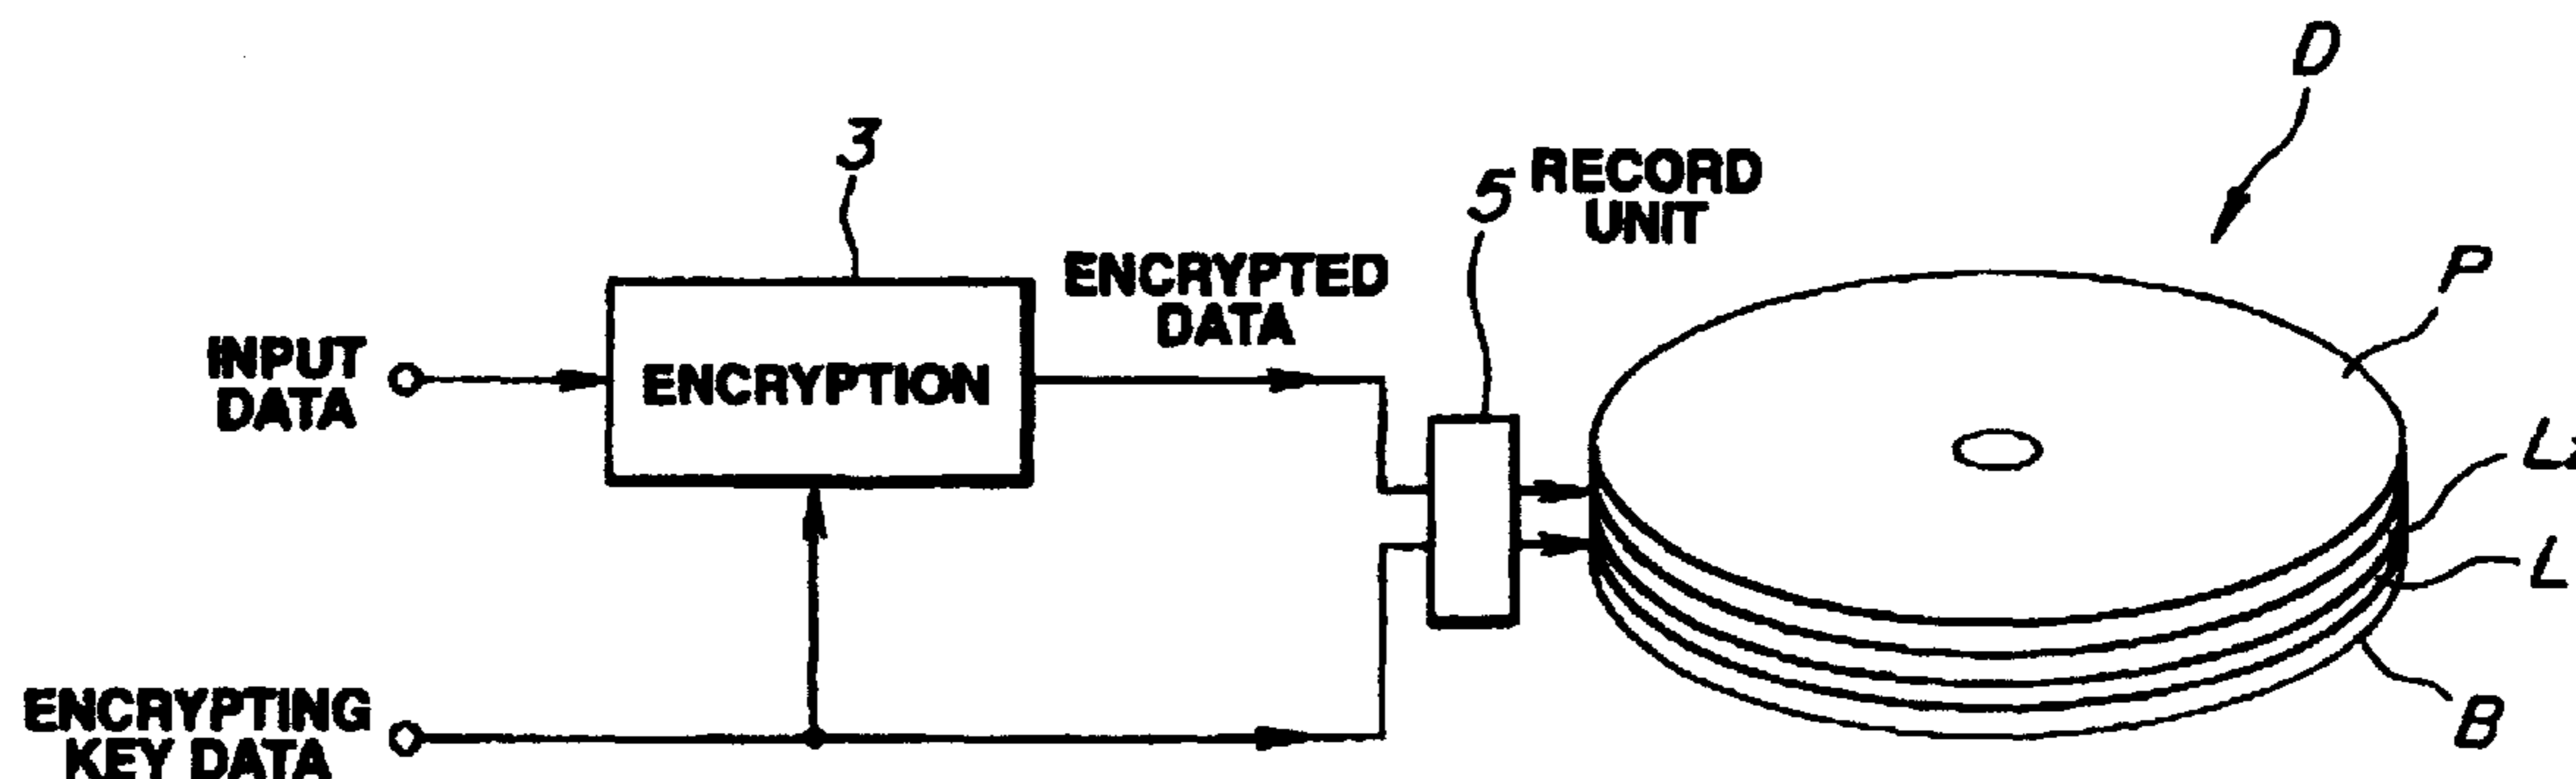 D
3
5 RECORD
UNIT
P
ENCRYPTED
DATA
INPUT
DATA
ENCRYPTION
L
B
ENCRYPTING
KEY DATA